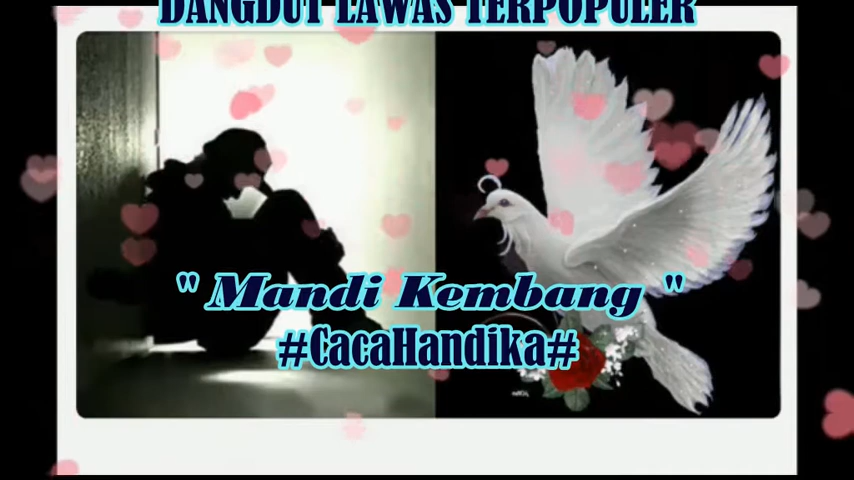 DANGDUT LAWAS TERPOPULER
" Mandi Kembang "
#CacaHandika#